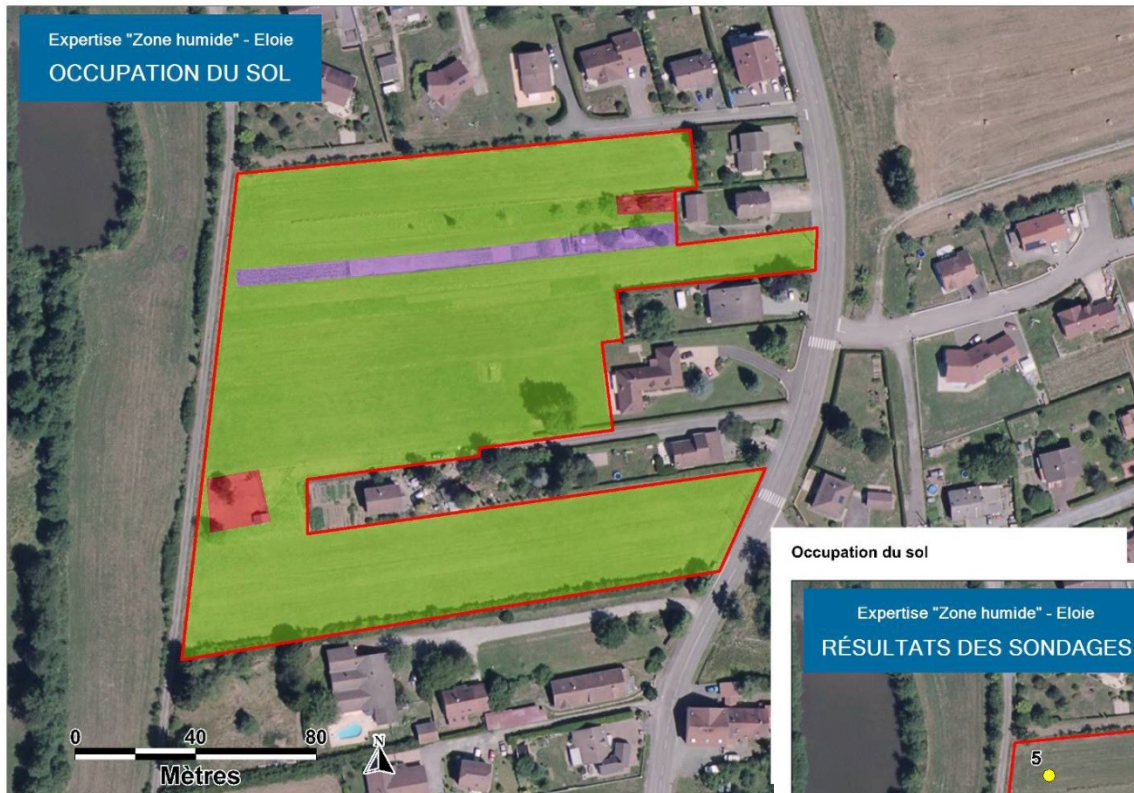 Expertise "Zone humide" - Eloie
OCCUPATION DU SOL
0 40 80
Mètres
N
Occupation du sol
Expertise "Zone humide" - Eloie
RÉSULTATS DES SONDAGES
5